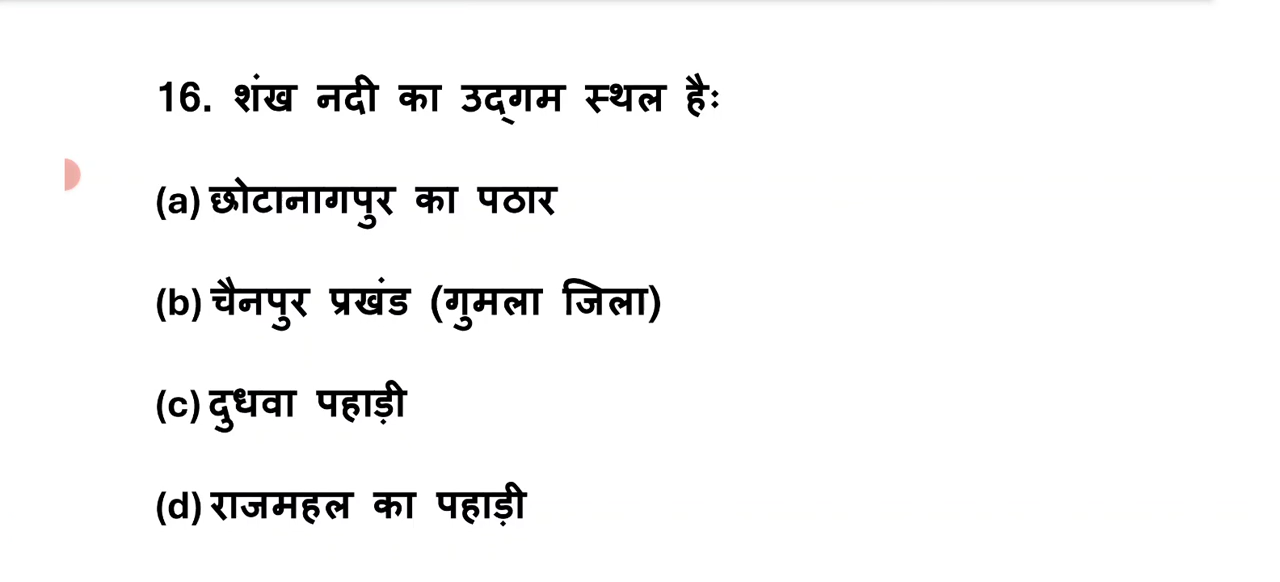 16. शंख नदी का उद्गम स्थल हैः
(a) छोटानागपुर का पठार
(b) चैनपुर प्रखंड (गुमला जिला)
(c) दुधवा पहाड़ी
(d) राजमहल का पहाड़ी